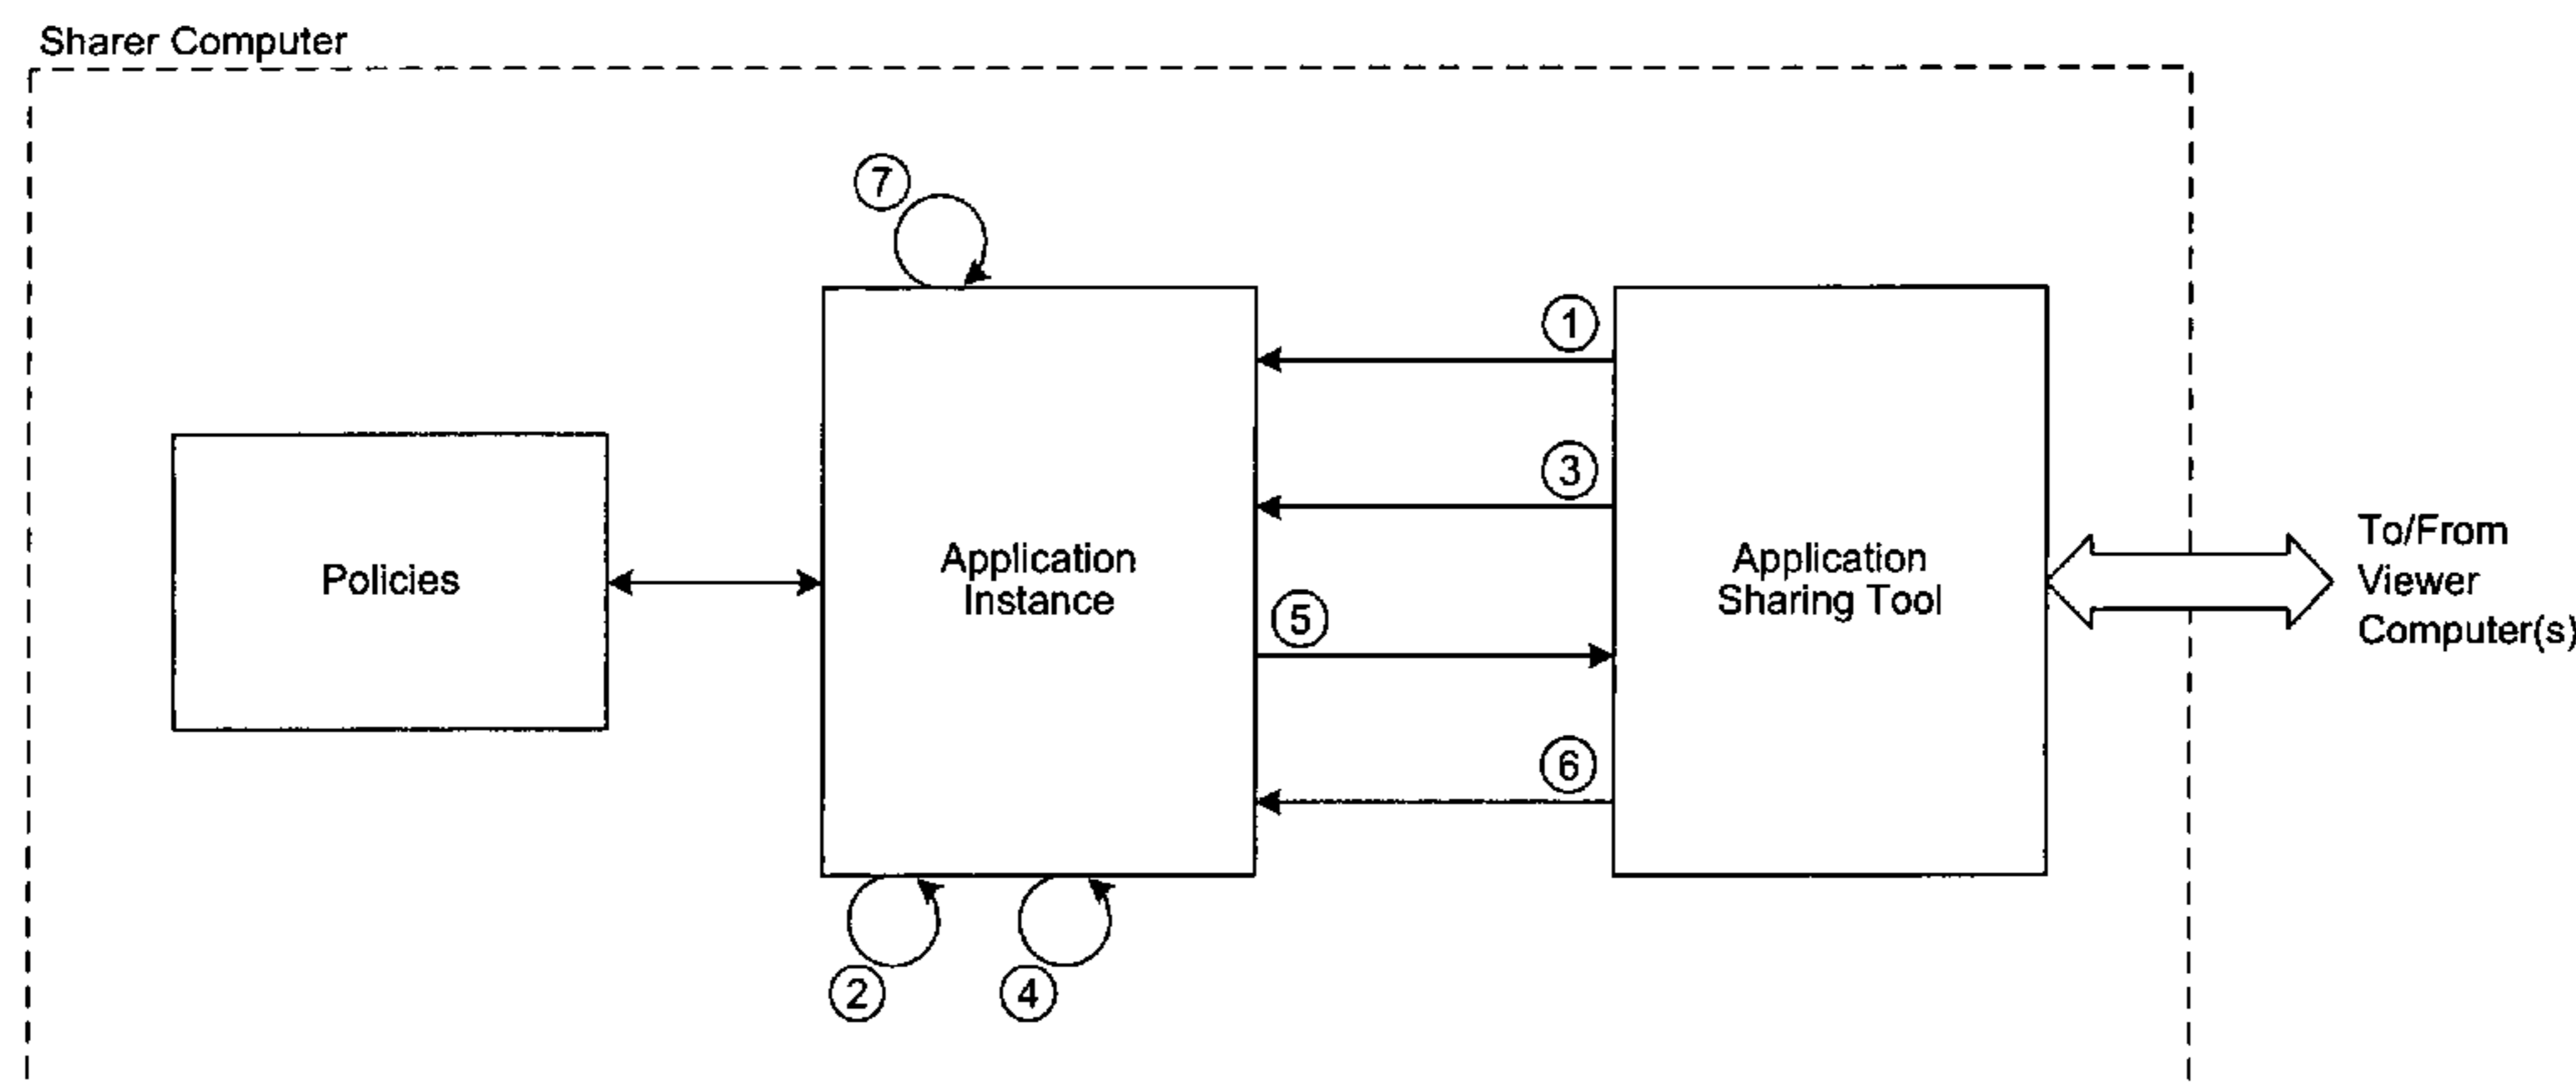 Sharer Computer
7
1
3
Policies
Application
Instance
Application
Sharing Tool
To/From
Viewer
Computer(s)
5
6
2
4